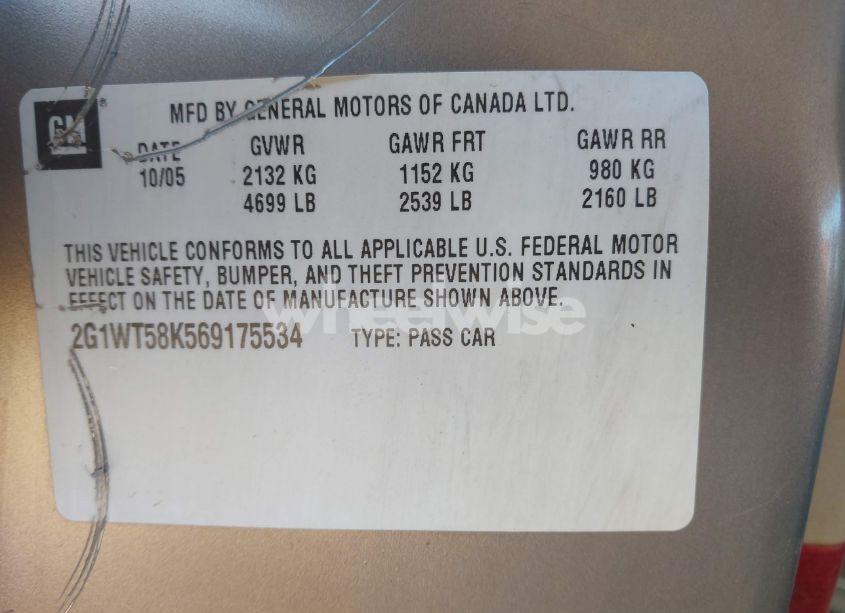 GM ®
MFD BY GENERAL MOTORS OF CANADA LTD.
DATE GVWR GAWR FRT GAWR RR
10/05 2132 KG 1152 KG 980 KG
4699 LB 2539 LB 2160 LB
THIS VEHICLE CONFORMS TO ALL APPLICABLE U.S. FEDERAL MOTOR
VEHICLE SAFETY, BUMPER, AND THEFT PREVENTION STANDARDS IN
EFFECT ON THE DATE OF MANUFACTURE SHOWN ABOVE.
wheelwise
2G1WT58K569175534 TYPE: PASS CAR